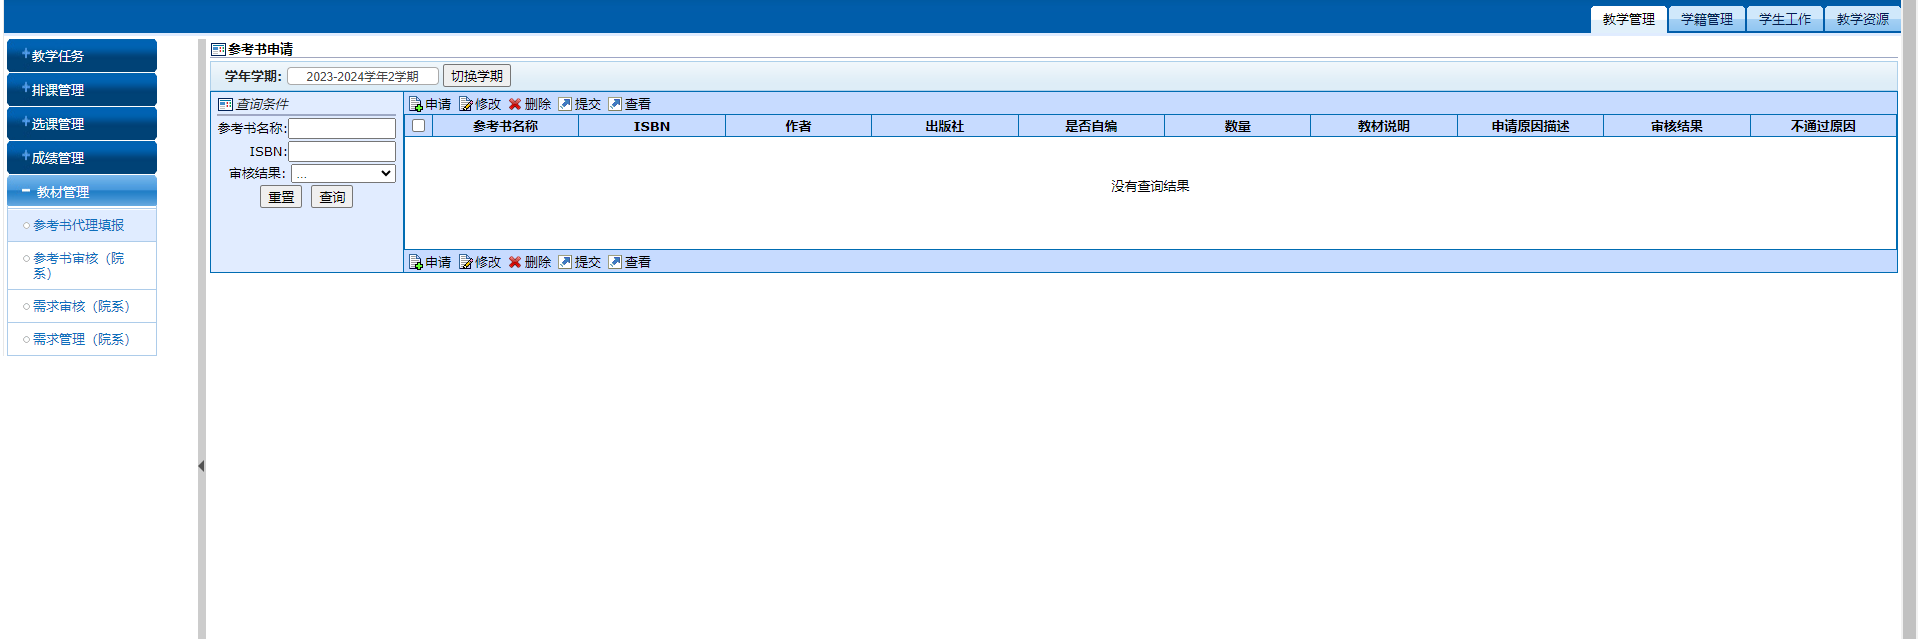 教学管理 学籍管理 学生工作 教学资源
教学任务
排课管理
选课管理
成绩管理
教材管理
参考书代理填报
参考书审核（院
系）
需求审核（院系）
需求管理（院系）
参考书申请
学年学期: 2023-2024学年2学期 切换学期
查询条件
参考书名称:
ISBN:
审核结果: ...
重置 查询
申请 修改 删除 提交 查看
参考书名称 ISBN 作者 出版社 是否自编 数量 教材说明 申请原因描述 审核结果 不通过原因
没有查询结果
申请 修改 删除 提交 查看